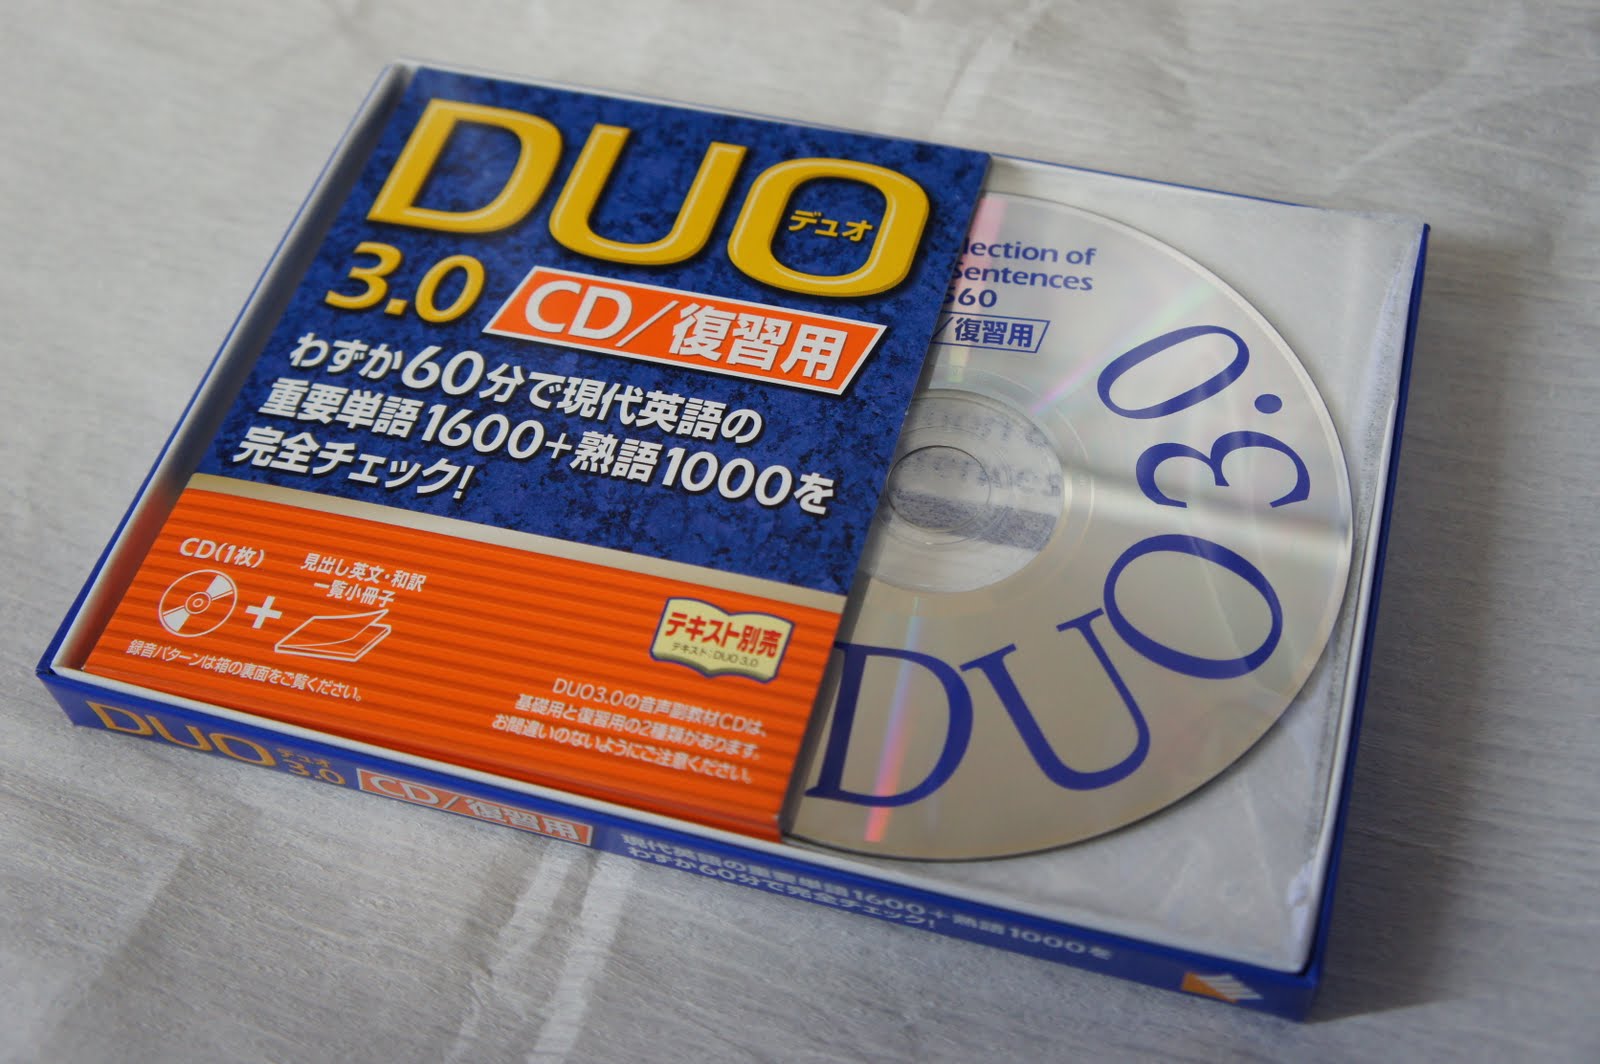 DUO
デュオ
3.0
CD/復習用
わずか60分で現代英語の
重要単語1600+熟語1000を
完全チェック!
CD(1枚)
+
見出し英文・和訳
一覧小冊子
録音パターンは箱の裏面をご覧ください。
テキスト別売
テキスト:DUO 3.0
DUO3.0の音声副教材CDは、
基礎用と復習用の2種類があります。
お間違いのないようにご注意ください。
of
Sentences
560
/復習用
DUO3.0
DUO
デュオ
3.0
CD/復習用
現代英語の重要単語1600+熟語1000を
わずか60分で完全チェック!